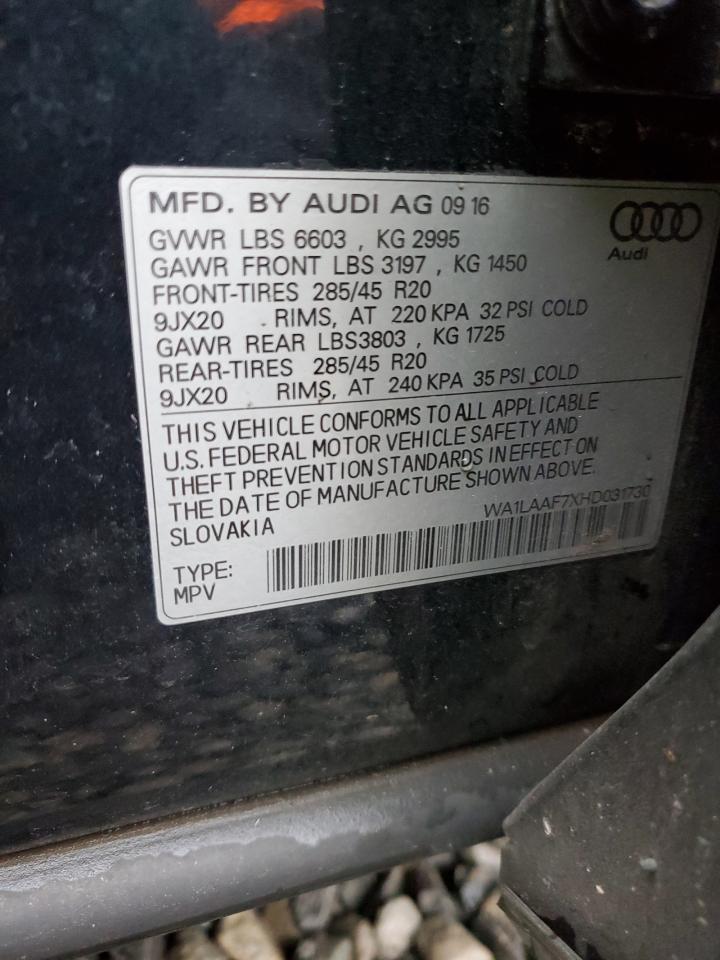 MFD. BY AUDI AG 09 16
Audi
GVWR LBS 6603 , KG 2995
GAWR FRONT LBS 3197 , KG 1450
FRONT-TIRES 285/45 R20
9JX20 RIMS, AT 220 KPA 32 PSI COLD
GAWR REAR LBS3803 , KG 1725
REAR-TIRES 285/45 R20
9JX20 RIMS, AT 240 KPA 35 PSI COLD
THIS VEHICLE CONFORMS TO ALL APPLICABLE
U.S. FEDERAL MOTOR VEHICLE SAFETY AND
THEFT PREVENTION STANDARDS IN EFFECT ON
THE DATE OF MANUFACTURE SHOWN ABOVE.
SLOVAKIA
WA1LAAF7XHD031730
TYPE:
MPV